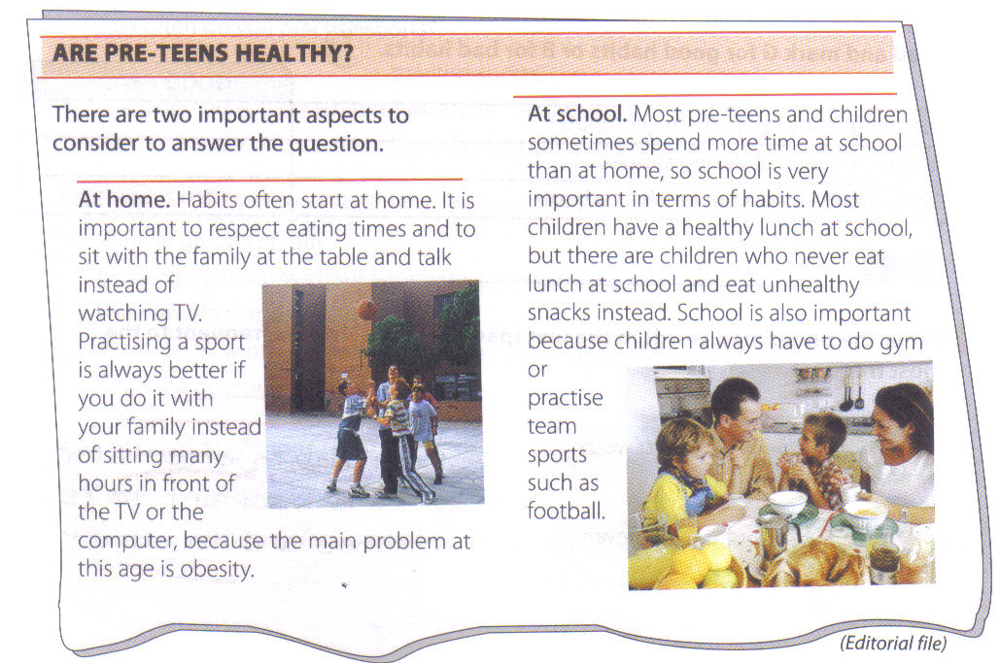 ARE PRE-TEENS HEALTHY?
There are two important aspects to
consider to answer the question.
At home. Habits often start at home. It is
important to respect eating times and to
sit with the family at the table and talk
instead of
watching TV.
Practising a sport
is always better if
you do it with
your family instead
of sitting many
hours in front of
the TV or the
computer, because the main problem at
this age is obesity.
At school. Most pre-teens and children
sometimes spend more time at school
than at home, so school is very
important in terms of habits. Most
children have a healthy lunch at school,
but there are children who never eat
lunch at school and eat unhealthy
snacks instead. School is also important
because children always have to do gym
or
practise
team
sports
such as
football.
(Editorial file)